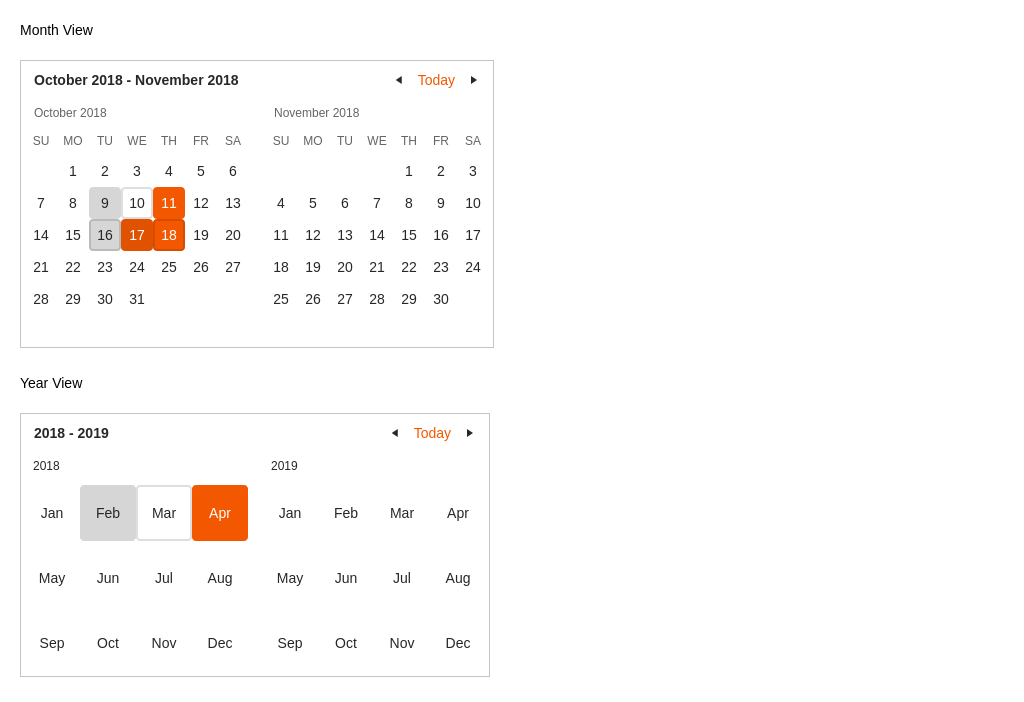 Month View
October 2018 - November 2018 Today
October 2018 November 2018
SU MO TU WE TH FR SA SU MO TU WE TH FR SA
1 2 3 4 5 6 1 2 3
7 8 9 10 11 12 13 4 5 6 7 8 9 10
14 15 16 17 18 19 20 11 12 13 14 15 16 17
21 22 23 24 25 26 27 18 19 20 21 22 23 24
28 29 30 31 25 26 27 28 29 30
Year View
2018 - 2019 Today
2018 2019
Jan Feb Mar Apr Jan Feb Mar Apr
May Jun Jul Aug May Jun Jul Aug
Sep Oct Nov Dec Sep Oct Nov Dec